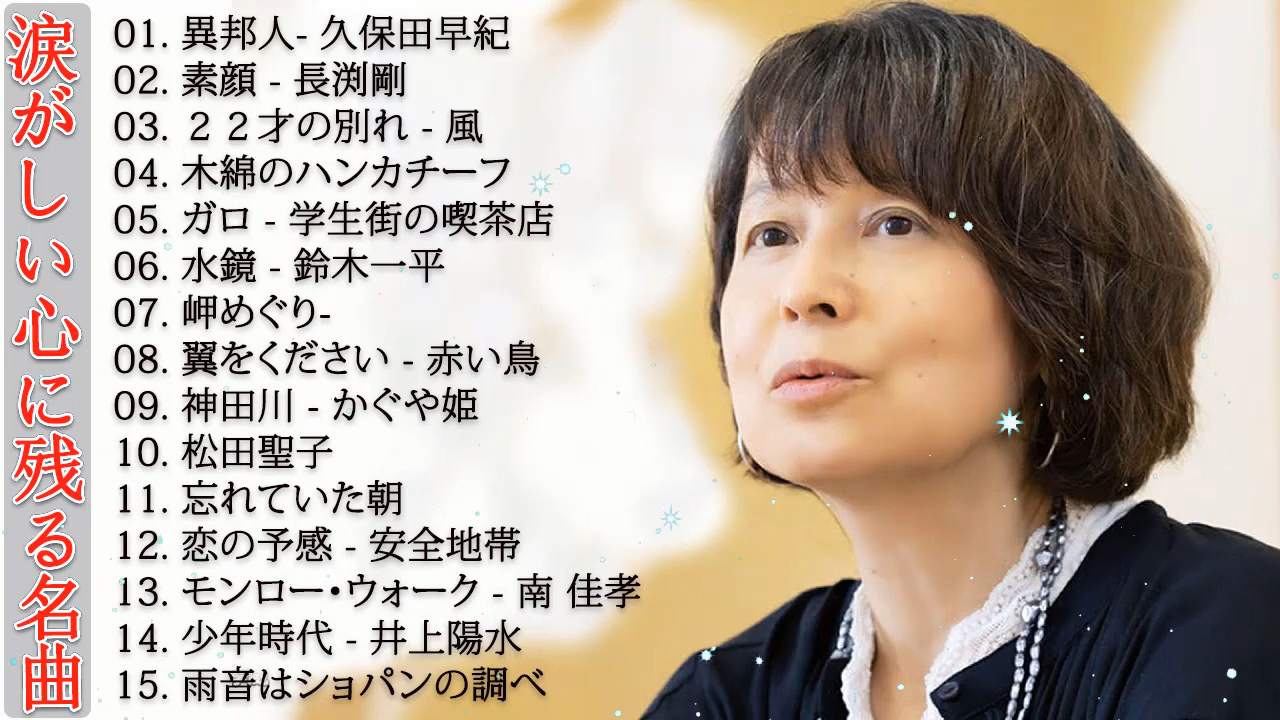 涙がしい心に残る名曲
01. 異邦人- 久保田早紀
02. 素顔 - 長渕剛
03. ２２才の別れ - 風
04. 木綿のハンカチーフ
05. ガロ - 学生街の喫茶店
06. 水鏡 - 鈴木一平
07. 岬めぐり-
08. 翼をください - 赤い鳥
09. 神田川 - かぐや姫
10. 松田聖子
11. 忘れていた朝
12. 恋の予感 - 安全地帯
13. モンロー・ウォーク - 南 佳孝
14. 少年時代 - 井上陽水
15. 雨音はショパンの調べ